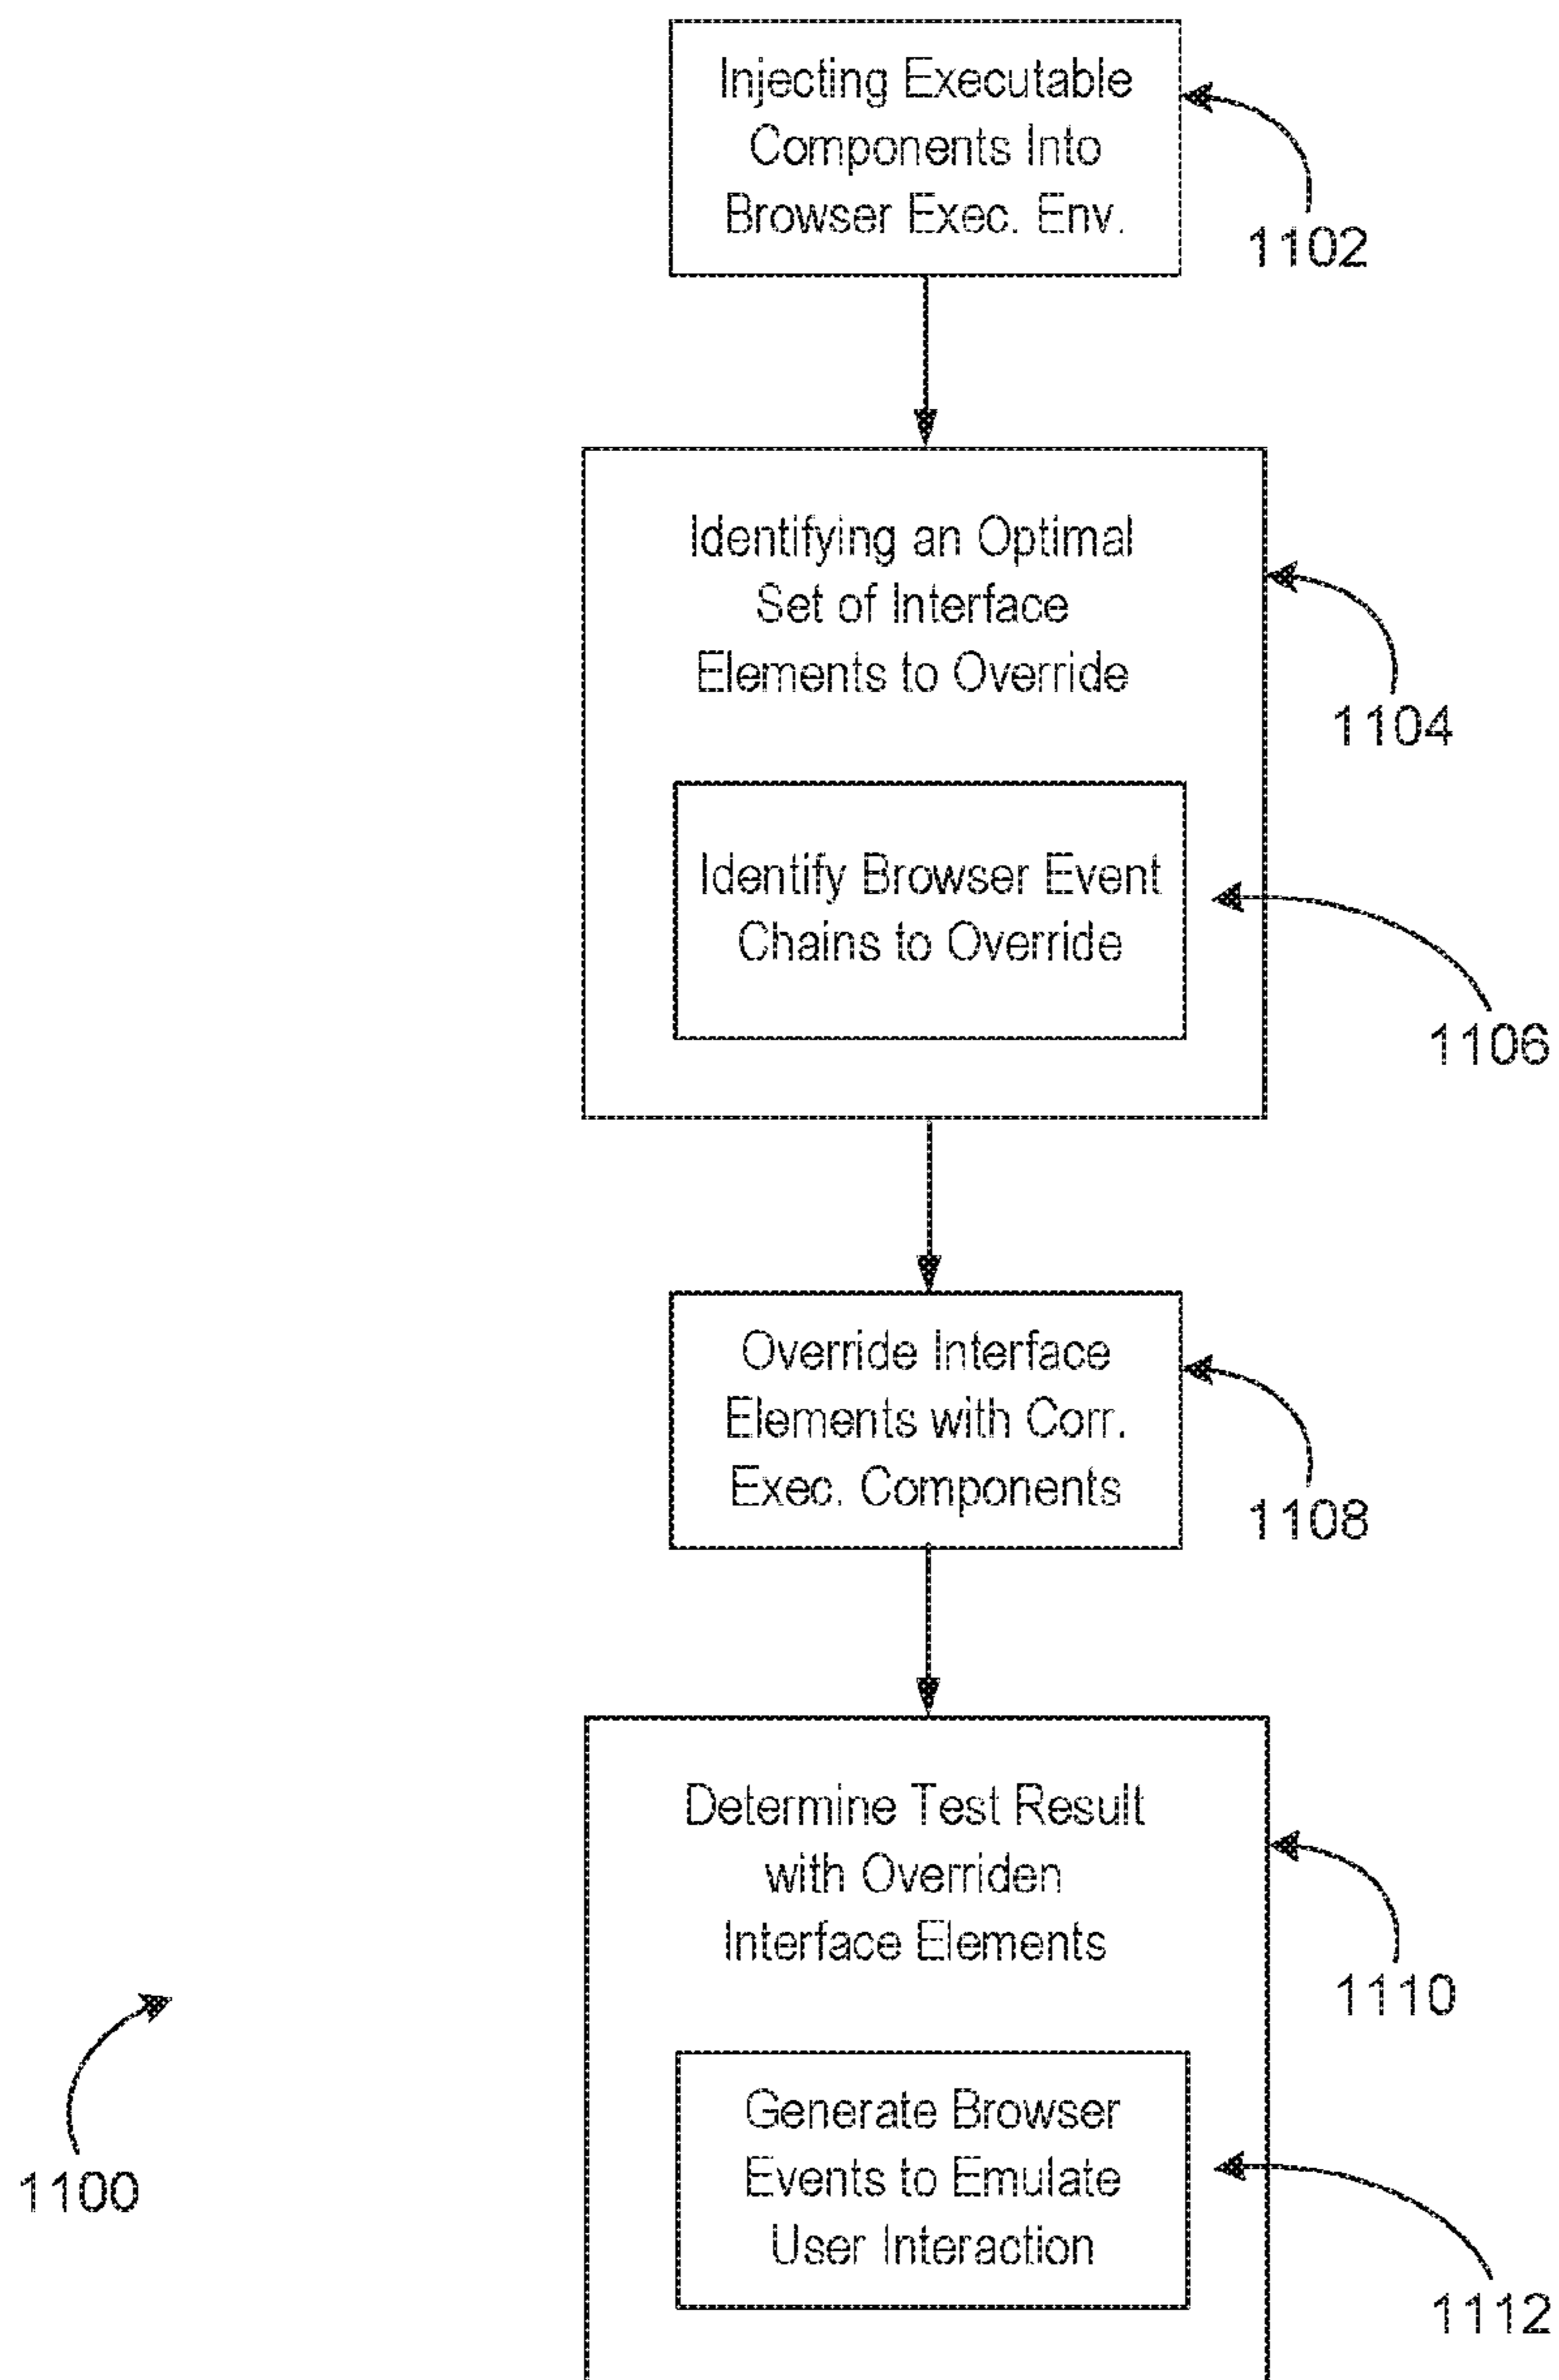 Injecting Executable
Components Into
Browser Exec. Env.
1102
Identifying an Optimal
Set of Interface
Elements to Override
1104
Identify Browser Event
Chains to Override
1106
Override Interface
Elements with Corr.
Exec. Components
1108
Determine Test Result
with Overriden
Interface Elements
1110
Generate Browser
Events to Emulate
User Interaction
1112
1100